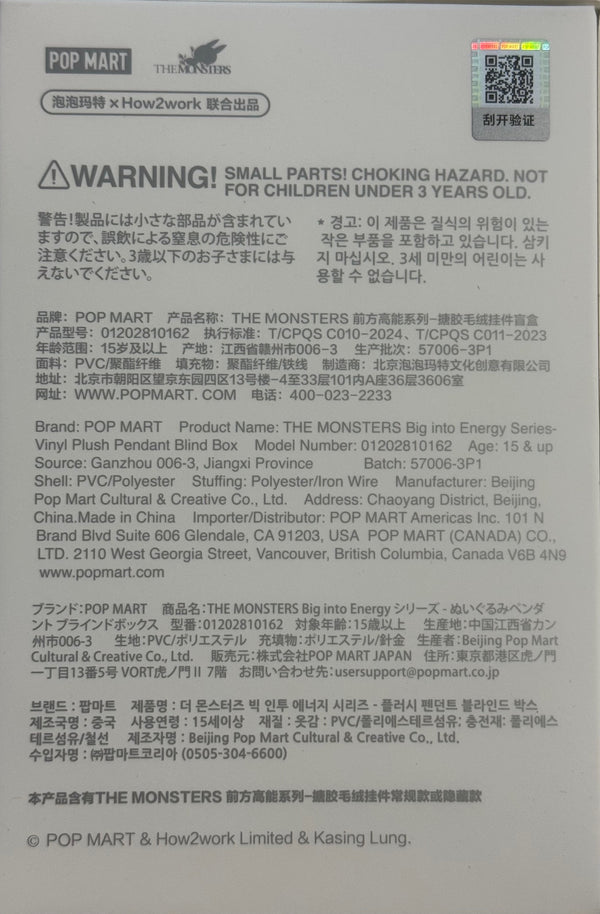 POP MART
THE MONSTERS
泡泡玛特 × How2work 联合出品
刮开验证
WARNING! SMALL PARTS! CHOKING HAZARD. NOT
FOR CHILDREN UNDER 3 YEARS OLD.
警告!製品には小さな部品が含まれてい
ますので、誤飲による窒息の危険性にご
注意ください。3歳以下のお子さまには与
えないでください。
* 경고: 이 제품은 질식의 위험이 있는
작은 부품을 포함하고 있습니다. 삼키
지 마십시오. 3세 미만의 어린이는 사
용할 수 없습니다.
品牌: POP MART 产品名称: THE MONSTERS 前方高能系列-搪胶毛绒挂件盲盒
产品型号: 01202810162 执行标准: T/CPQS C010-2024、T/CPQS C011-2023
年龄范围: 15岁及以上 产地: 江西省赣州市006-3 生产批次: 57006-3P1
面料: PVC/聚酯纤维 填充物: 聚酯纤维/铁线 制造商: 北京泡泡玛特文化创意有限公司
地址: 北京市朝阳区望京东园四区13号楼-4至33层101内A座36层3606室
网址: WWW.POPMART. COM 电话: 400-023-2233
Brand: POP MART Product Name: THE MONSTERS Big into Energy Series-
Vinyl Plush Pendant Blind Box Model Number: 01202810162 Age: 15 & up
Source: Ganzhou 006-3, Jiangxi Province Batch: 57006-3P1
Shell: PVC/Polyester Stuffing: Polyester/Iron Wire Manufacturer: Beijing
Pop Mart Cultural & Creative Co., Ltd. Address: Chaoyang District, Beijing,
China.Made in China Importer/Distributor: POP MART Americas Inc. 101 N
Brand Blvd Suite 606 Glendale, CA 91203, USA POP MART (CANADA) CO.,
LTD. 2110 West Georgia Street, Vancouver, British Columbia, Canada V6B 4N9
www.popmart.com
ブランド:POP MART 商品名:THE MONSTERS Big into Energy シリーズ - ぬいぐるみペンダ
ント ブラインドボックス 型番:01202810162 対象年齢:15歳以上 生産地:中国江西省カン
州市006-3 生地:PVC/ポリエステル 充填物:ポリエステル/針金 生産者:Beijing Pop Mart
Cultural & Creative Co., Ltd. 販売元:株式会社POP MART JAPAN 住所:東京都港区虎ノ門
一丁目13番5号 VORT虎ノ門Ⅱ 7階 お問い合わせ先:usersupport@popmart.co.jp
브랜드 : 팝마트 제품명 : 더 몬스터즈 빅 인투 에너지 시리즈 - 플러시 펜던트 블라인드 박스
제조국명 : 중국 사용연령 : 15세이상 재질 : 옷감 : PVC/폴리에스테르섬유: 충전재: 폴리에스
테르섬유/철선 제조자명 : Beijing Pop Mart Cultural & Creative Co., Ltd.
수입자명 : ㈜팝마트코리아 (0505-304-6600)
本产品含有THE MONSTERS 前方高能系列-搪胶毛绒挂件常规款或隐藏款
© POP MART & How2work Limited & Kasing Lung.